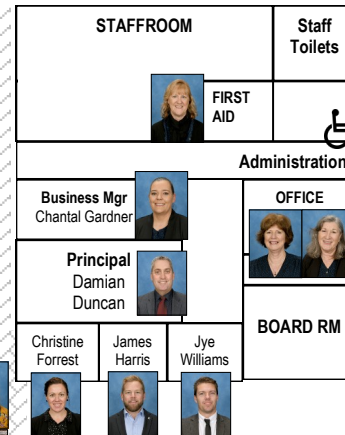 STAFFROOM
Staff
Toilets
FIRST
AID
Administration
Business Mgr
Chantal Gardner
OFFICE
Principal
Damian
Duncan
BOARD RM
Christine
Forrest
James
Harris
Jye
Williams